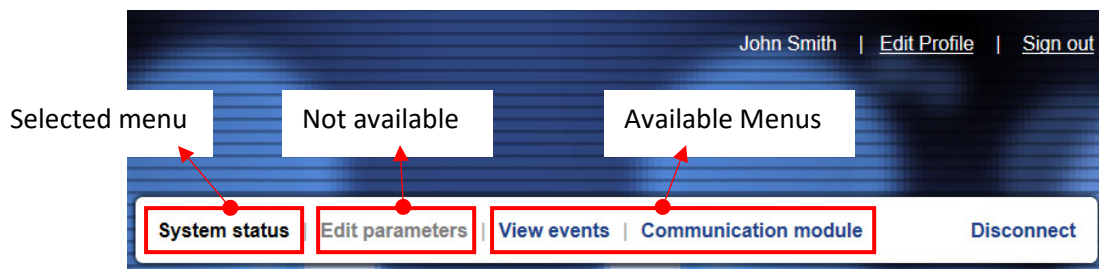 John Smith | Edit Profile | Sign out
Selected menu
Not available
Available Menus
System status | Edit parameters | View events | Communication module
Disconnect